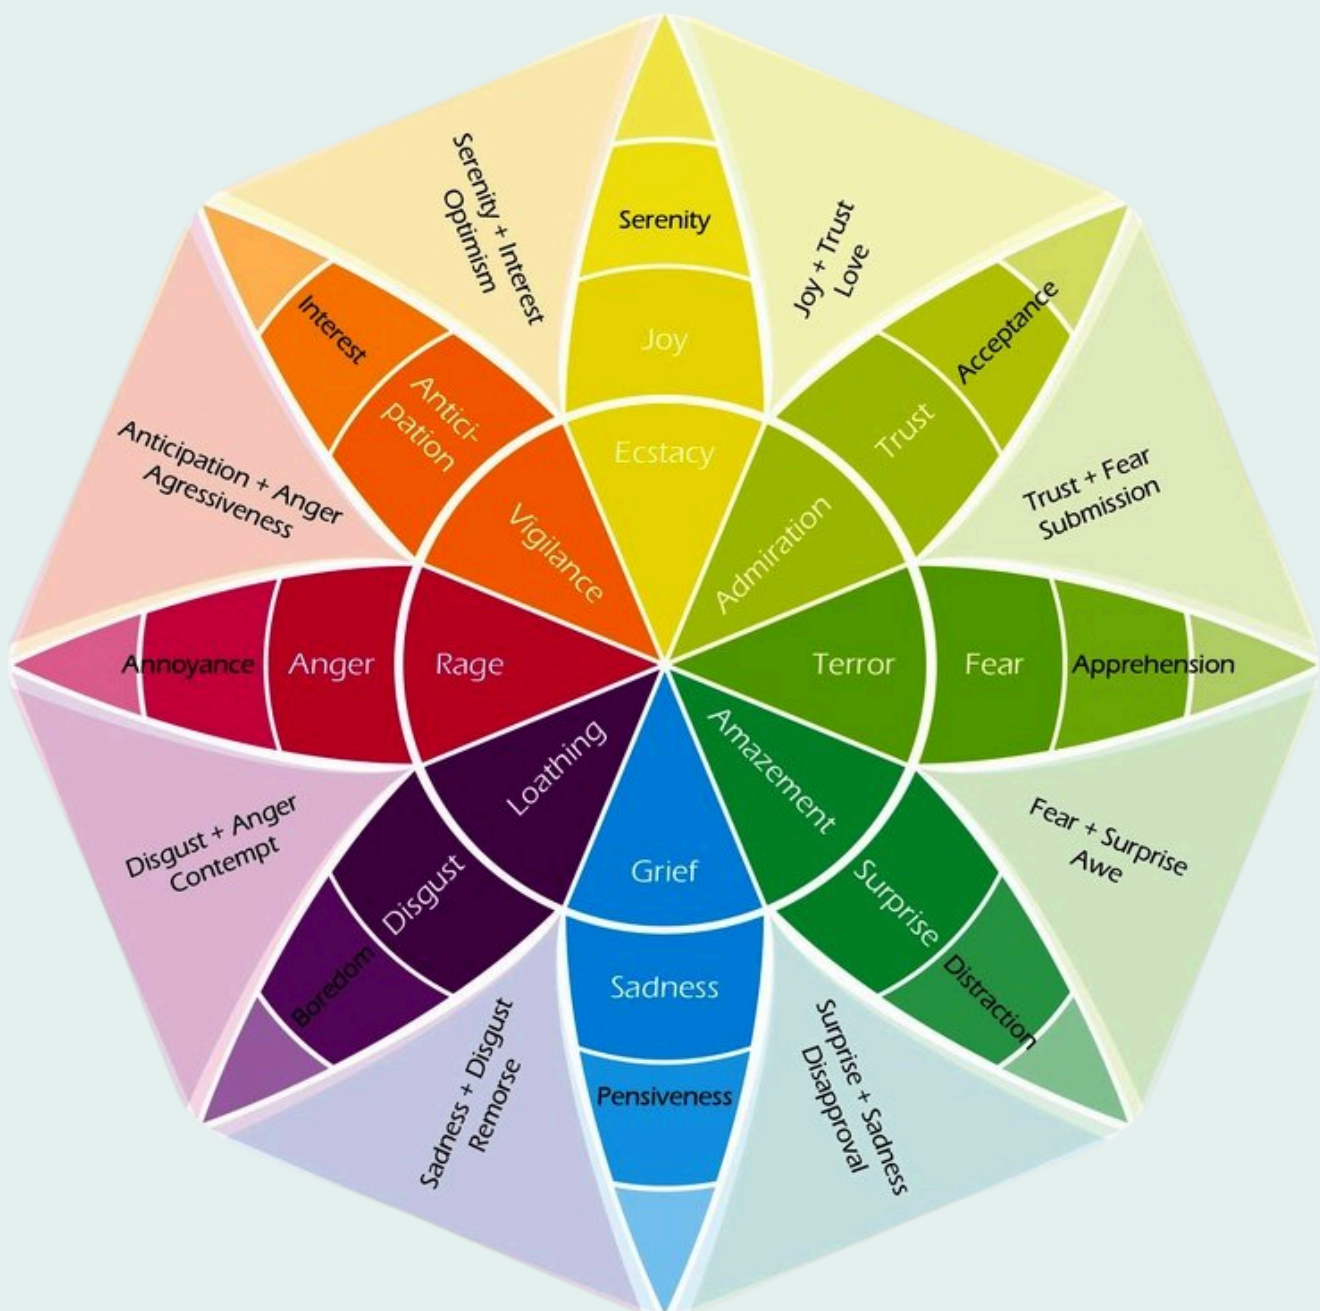 Serenity + Interest
Optimism
Serenity
Joy + Trust
Love
Interest
Joy
Acceptance
Antici-
pation
Trust
Ecstacy
Anticipation + Anger
Agressiveness
Vigilance
Admiration
Trust + Fear
Submission
Annoyance
Anger
Rage
Terror
Fear
Apprehension
Loathing
Amazement
Disgust + Anger
Contempt
Disgust
Grief
Surprise
Fear + Surprise
Awe
Boredom
Sadness
Distraction
Sadness + Disgust
Remorse
Pensiveness
Surprise + Sadness
Disapproval